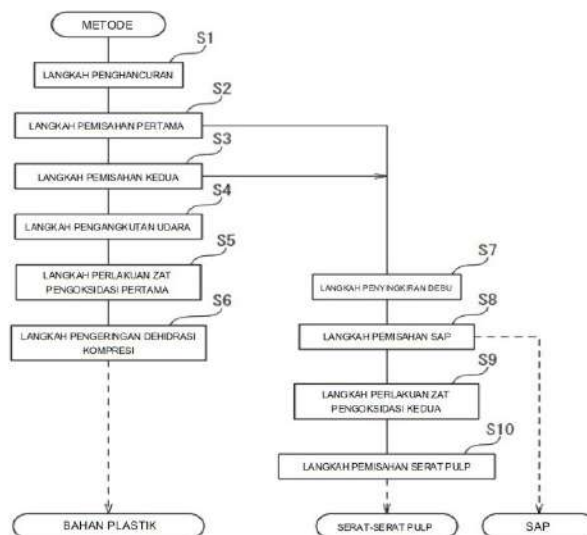 METODE
S1
LANGKAH PENGHANCURAN
S2
LANGKAH PEMISAHAN PERTAMA
S3
LANGKAH PEMISAHAN KEDUA
S4
LANGKAH PENGANGKUTAN UDARA
S5
LANGKAH PERLAKUAN ZAT
PENGOKSIDASI PERTAMA
S6
LANGKAH PENGERINGAN DEHIDRASI
KOMPRESI
S7
LANGKAH PENYINGKIRAN DEBU
S8
LANGKAH PEMISAHAN SAP
S9
LANGKAH PERLAKUAN ZAT
PENGOKSIDASI KEDUA
S10
LANGKAH PEMISAHAN SERAT PULP
BAHAN PLASTIK
SERAT-SERAT PULP
SAP